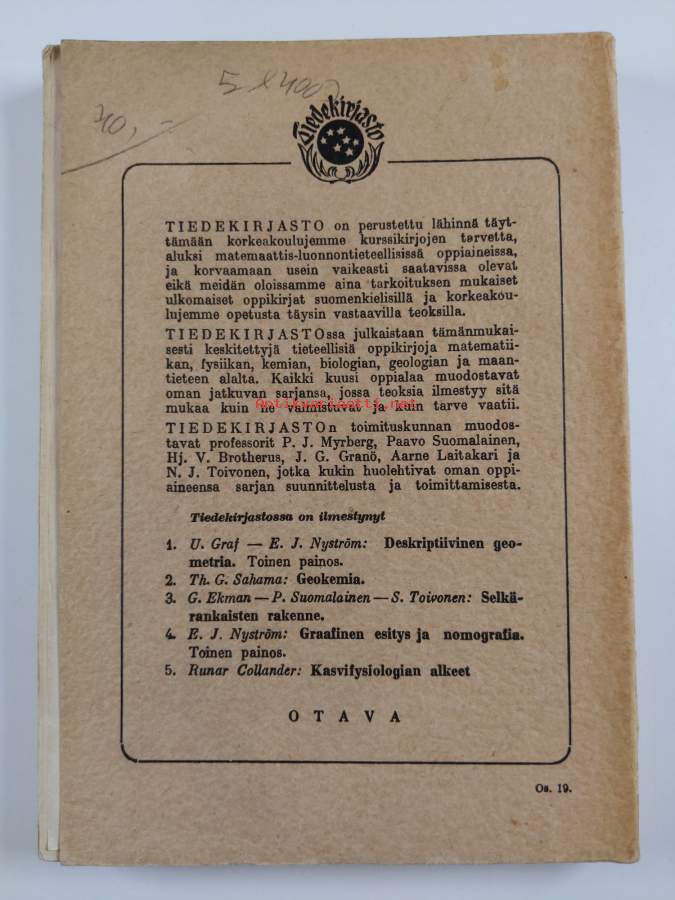 5 x 400
70,-
Tiedekirjasto
TIEDEKIRJASTO on perustettu lähinnä täyt-
tämään korkeakoulujemme kurssikirjojen tarvetta,
aluksi matemaattis-luonnontieteellisissä oppiaineissa,
ja korvaamaan usein vaikeasti saatavissa olevat
eikä meidän oloissamme aina tarkoituksen mukaiset
ulkomaiset oppikirjat suomenkielisillä ja korkeakou-
lujemme opetusta täysin vastaavilla teoksilla.
TIEDEKIRJASTOssa julkaistaan tämänmukai-
sesti keskitettyjä tieteellisiä oppikirjoja matematii-
kan, fysiikan, kemian, biologian, geologian ja maan-
tieteen alalta. Kaikki kuusi oppialaa muodostavat
oman jatkuvan sarjansa, jossa teoksia ilmestyy sitä
mukaa kuin ne valmistuvat ja kuin tarve vaatii.
Antikvariaatti.net
TIEDEKIRJASTOn toimituskunnan muodos-
tavat professorit P. J. Myrberg, Paavo Suomalainen,
Hj. V. Brotherus, J. G. Granö, Aarne Laitakari ja
N. J. Toivonen, jotka kukin huolehtivat oman oppi-
aineensa sarjan suunnittelusta ja toimittamisesta.
Tiedekirjastossa on ilmestynyt
1. U. Graf — E. J. Nyström: Deskriptiivinen geo-
metria. Toinen painos.
2. Th. G. Sahama: Geokemia.
3. G. Ekman — P. Suomalainen — S. Toivonen: Selkä-
rankaisten rakenne.
4. E. J. Nyström: Graafinen esitys ja nomografia.
Toinen painos.
5. Runar Collander: Kasvifysiologian alkeet
OTAVA
Os. 19.